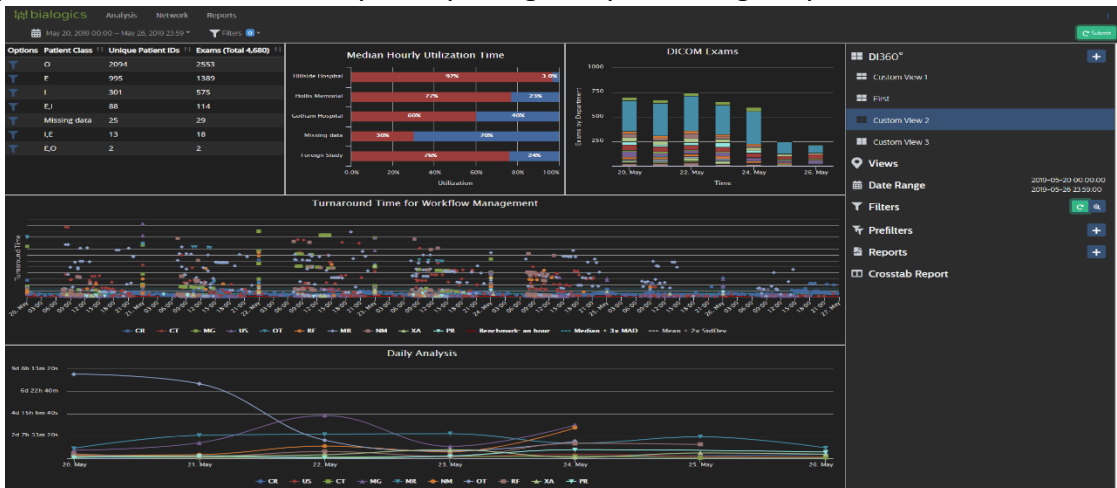 bialogics Analysis Network Reports
May 20, 2019 00:00 – May 26, 2019 23:59 Filters 0
Submit
Options Patient Class Unique Patient IDs Exams (Total 4,680)
O 2094 2553
E 995 1389
I 301 575
E,I 88 114
Missing data 25 29
I,E 13 18
E,O 2 2
Median Hourly Utilization Time
Hillside Hospital 97% 3.0%
Hollis Memorial 77% 23%
Gotham Hospital 60% 40%
Missing data 30% 70%
Foreign Study 76% 24%
0.0% 20% 40% 60% 80% 100%
Utilization
DICOM Exams
1000
750
500
250
Exams by Department
20. May 22. May 24. May 26. May
Time
DI360°
Custom View 1
First
Custom View 2
Custom View 3
Views
Date Range 2019-05-20 00:00:00
2019-05-26 23:59:00
Filters
Prefilters
Reports
Crosstab Report
Turnaround Time for Workflow Management
Turnaround Time
CR CT MG US OT RF MR NM XA PR Benchmark: an hour Median + 3x MAD Mean + 2x StdDev
Daily Analysis
9d 6h 13m 20s
6d 22h 40m
4d 15h 6m 40s
2d 7h 33m 20s
20. May 21. May 22. May 23. May 24. May 25. May 26. May
CR US CT MG MR NM OT RF XA PR